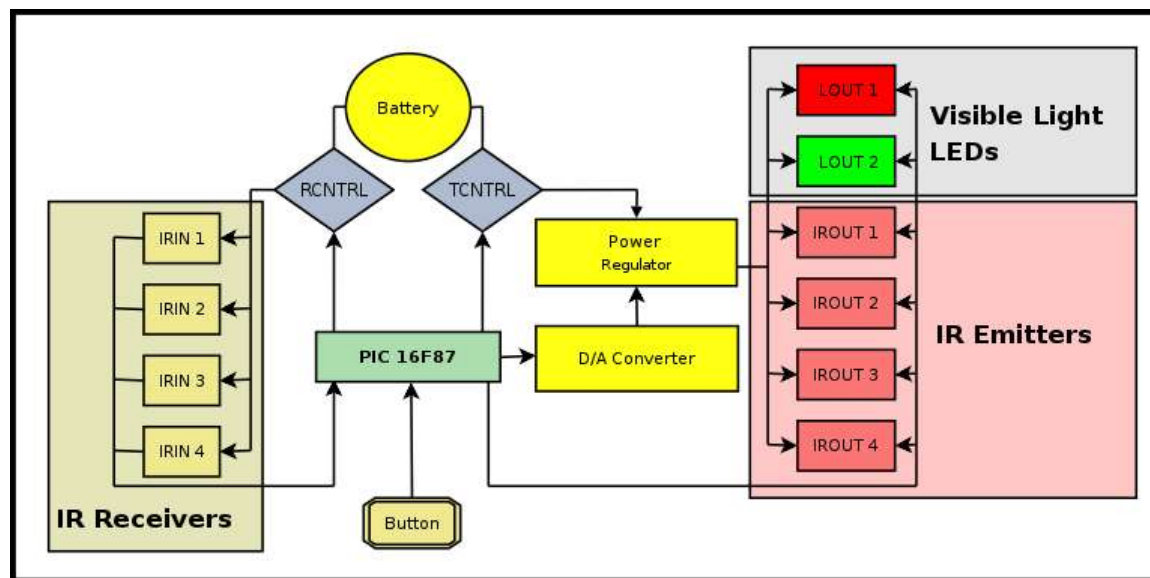 Battery
LOUT 1
Visible Light
LEDs
LOUT 2
RCNTRL
TCNTRL
IRIN 1
Power
Regulator
IROUT 1
IRIN 2
IROUT 2
IR Emitters
PIC 16F87
D/A Converter
IRIN 3
IROUT 3
IRIN 4
IROUT 4
IR Receivers
Button